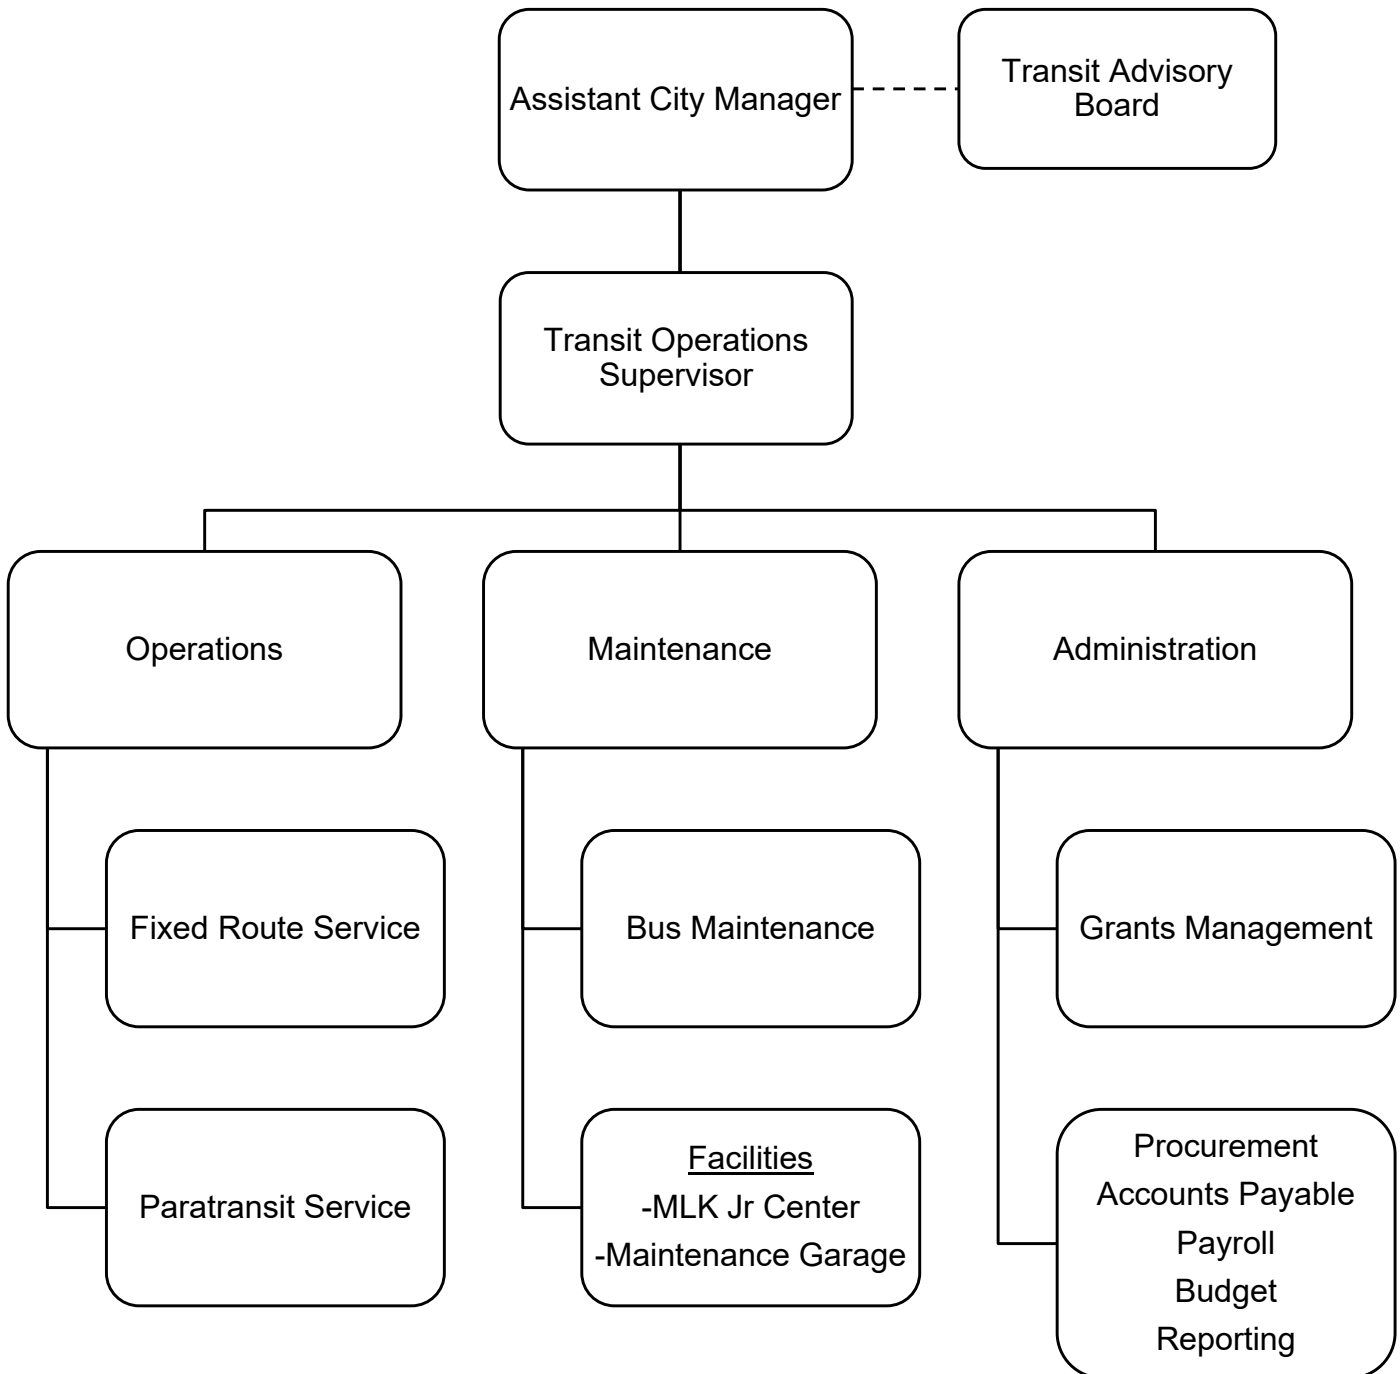 Assistant City Manager
Transit Advisory
Board
Transit Operations
Supervisor
Operations
Maintenance
Administration
Fixed Route Service
Bus Maintenance
Grants Management
Paratransit Service
Facilities
-MLK Jr Center
-Maintenance Garage
Procurement
Accounts Payable
Payroll
Budget
Reporting